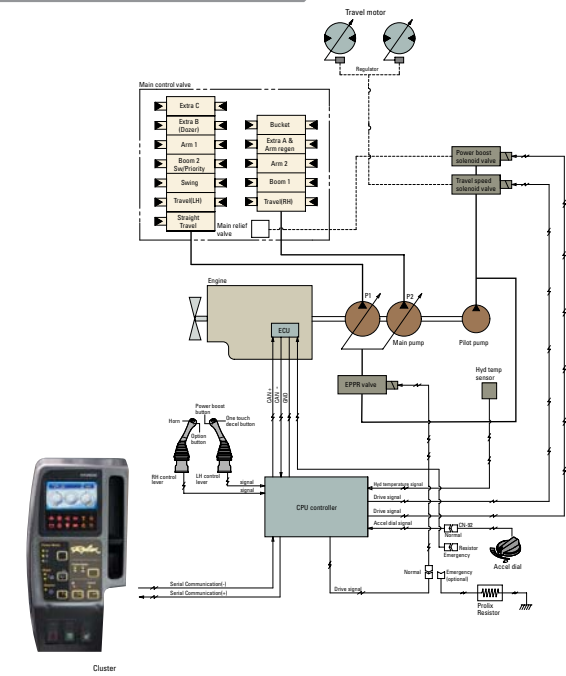 Travel motor
Regulator
Main control valve
Extra C
Extra B
(Dozer)
Arm 1
Boom 2
Sw/Priority
Swing
Travel(LH)
Straight
Travel
Bucket
Extra A &
Arm regen
Arm 2
Boom 1
Travel(RH)
Main relief
valve
Power boost
solenoid valve
Travel speed
solenoid valve
Engine
ECU
P1
P2
Main pump
Pilot pump
EPPR valve
Hyd temp
sensor
CAN +
CAN -
GND
Power boost
button
Horn
One touch
decel button
Option
button
RH control
lever
LH control
lever
signal
signal
CPU controller
Hyd temperature signal
Drive signal
Drive signal
Accel dial signal
CN-92
Normal
Resistor
Emergency
Accel dial
Normal
Emergency
(optional)
Prolix
Resistor
Drive signal
Serial Communication(-)
Serial Communication(+)
Cluster